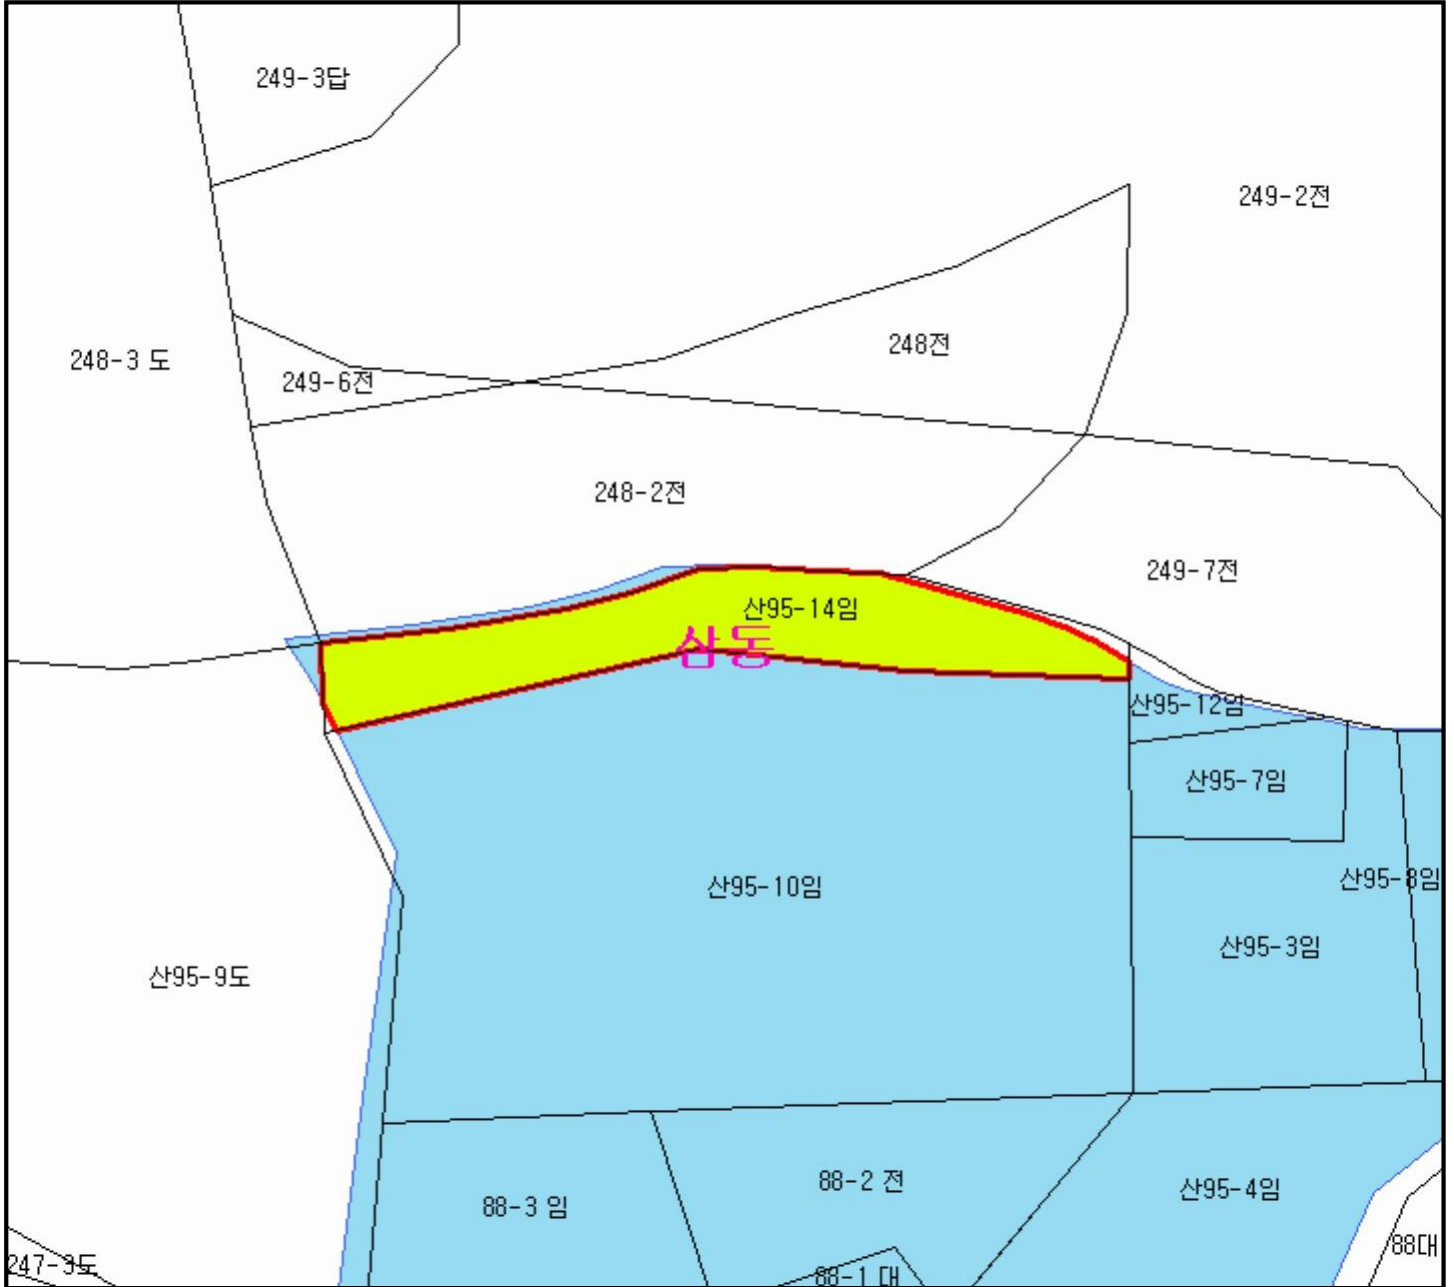 249-3답
249-2전
248전
248-3 도
249-6전
248-2전
249-7전
산95-14임
삼동
산95-12임
산95-7임
산95-10임
산95-8임
산95-3임
산95-9도
88-2 전
산95-4임
88-3 임
88대
247-3도
88-1 대